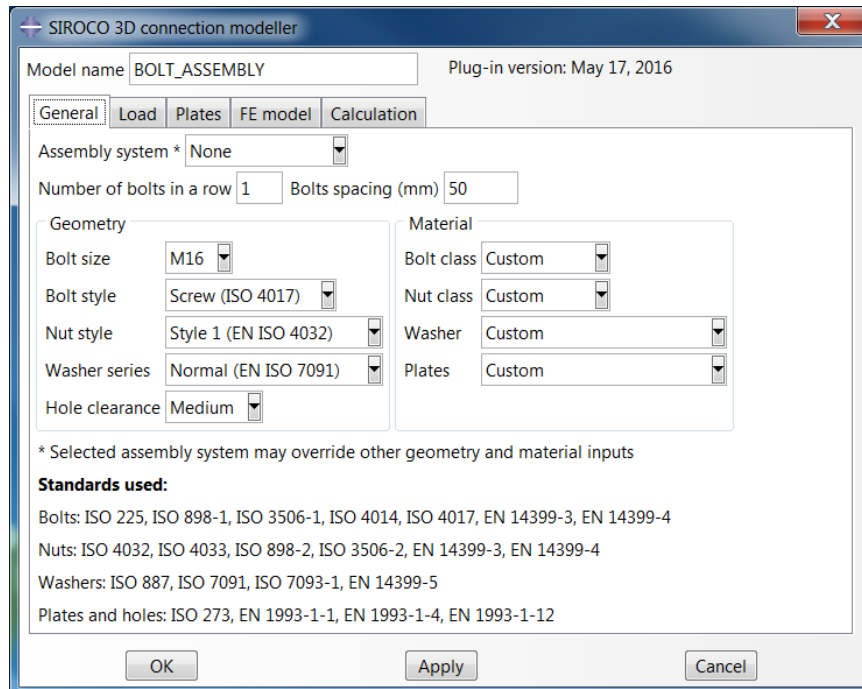 SIROCO 3D connection modeller
Model name BOLT_ASSEMBLY Plug-in version: May 17, 2016
General Load Plates FE model Calculation
Assembly system * None
Number of bolts in a row 1 Bolts spacing (mm) 50
Geometry
Bolt size M16
Bolt style Screw (ISO 4017)
Nut style Style 1 (EN ISO 4032)
Washer series Normal (EN ISO 7091)
Hole clearance Medium
Material
Bolt class Custom
Nut class Custom
Washer Custom
Plates Custom
* Selected assembly system may override other geometry and material inputs
Standards used:
Bolts: ISO 225, ISO 898-1, ISO 3506-1, ISO 4014, ISO 4017, EN 14399-3, EN 14399-4
Nuts: ISO 4032, ISO 4033, ISO 898-2, ISO 3506-2, EN 14399-3, EN 14399-4
Washers: ISO 887, ISO 7091, ISO 7093-1, EN 14399-5
Plates and holes: ISO 273, EN 1993-1-1, EN 1993-1-4, EN 1993-1-12
OK Apply Cancel